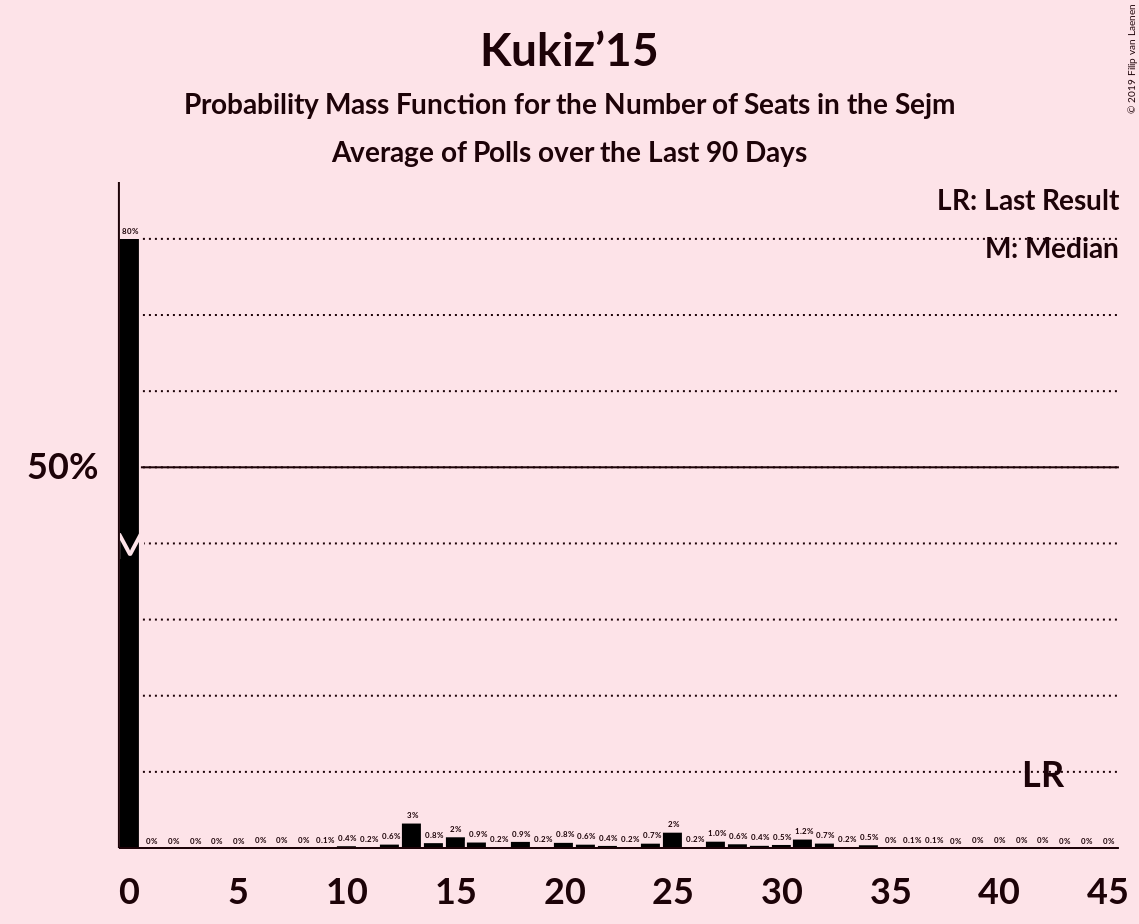 Kukiz’15
Probability Mass Function for the Number of Seats in the Sejm
Average of Polls over the Last 90 Days
© 2019 Filip van Laenen
LR: Last Result
M: Median
80%
50%
LR
0% 0% 0% 0% 0% 0% 0% 0% 0.1% 0.4% 0.2% 0.6% 3% 0.8% 2% 0.9% 0.2% 0.9% 0.2% 0.8% 0.6% 0.4% 0.2% 0.7% 2% 0.2% 1.0% 0.6% 0.4% 0.5% 1.2% 0.7% 0.2% 0.5% 0% 0.1% 0.1% 0% 0% 0% 0% 0% 0% 0% 0%
0 5 10 15 20 25 30 35 40 45